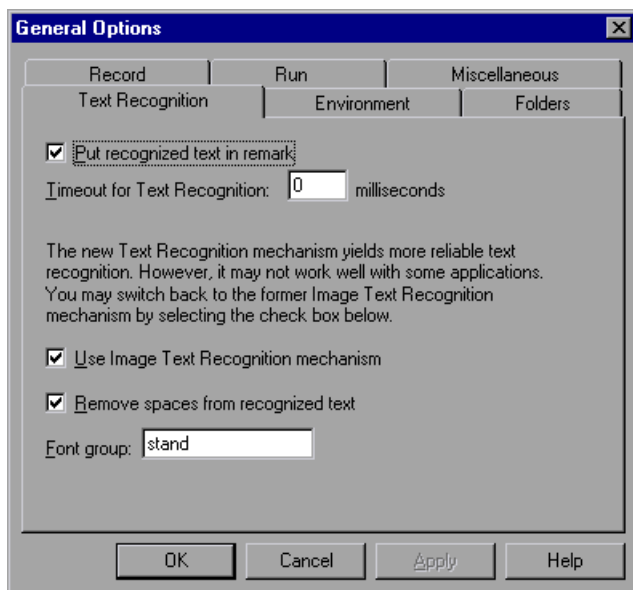 General Options
Record Run Miscellaneous
Text Recognition Environment Folders
Put recognized text in remark
Timeout for Text Recognition: 0 milliseconds
The new Text Recognition mechanism yields more reliable text
recognition. However, it may not work well with some applications.
You may switch back to the former Image Text Recognition
mechanism by selecting the check box below.
Use Image Text Recognition mechanism
Remove spaces from recognized text
Font group: stand
OK Cancel Apply Help